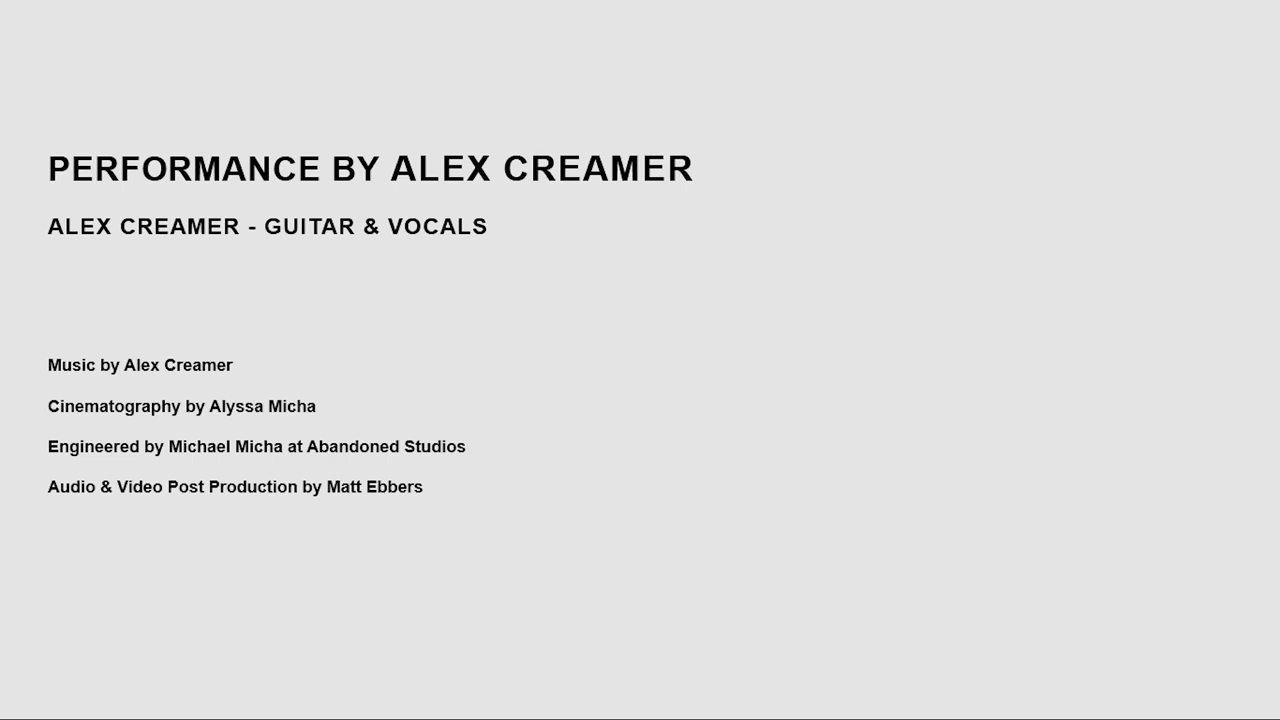 PERFORMANCE BY ALEX CREAMER
ALEX CREAMER - GUITAR & VOCALS
Music by Alex Creamer
Cinematography by Alyssa Micha
Engineered by Michael Micha at Abandoned Studios
Audio & Video Post Production by Matt Ebbers